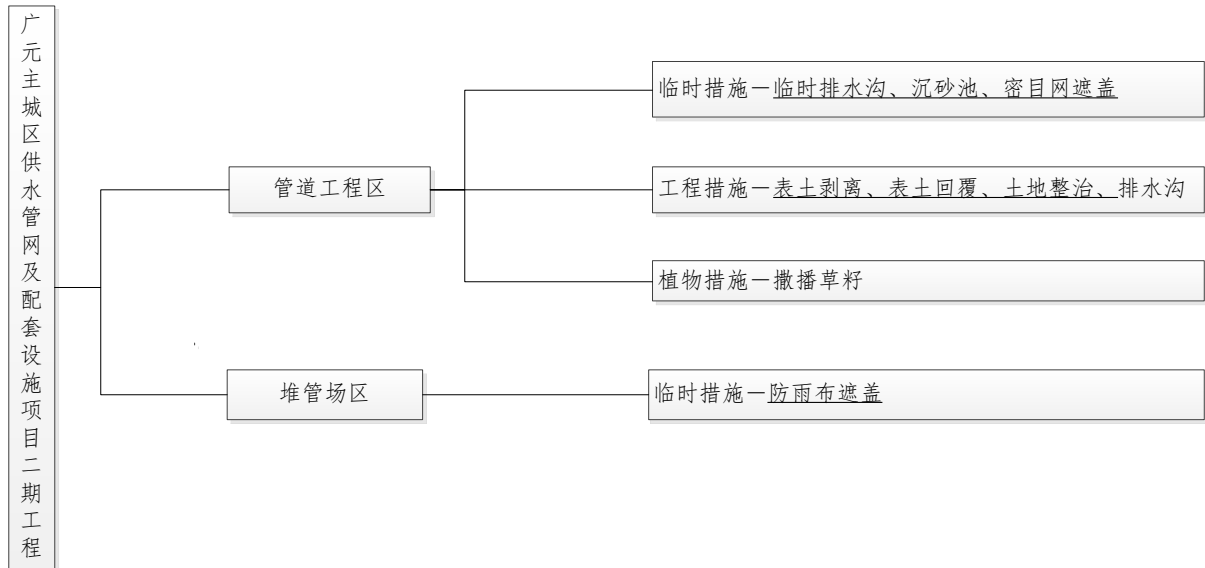 广元主城区供水管网及配套设施项目二期工程
管道工程区
临时措施—临时排水沟、沉砂池、密目网遮盖
工程措施—表土剥离、表土回覆、土地整治、排水沟
植物措施—撒播草籽
堆管场区
临时措施—防雨布遮盖